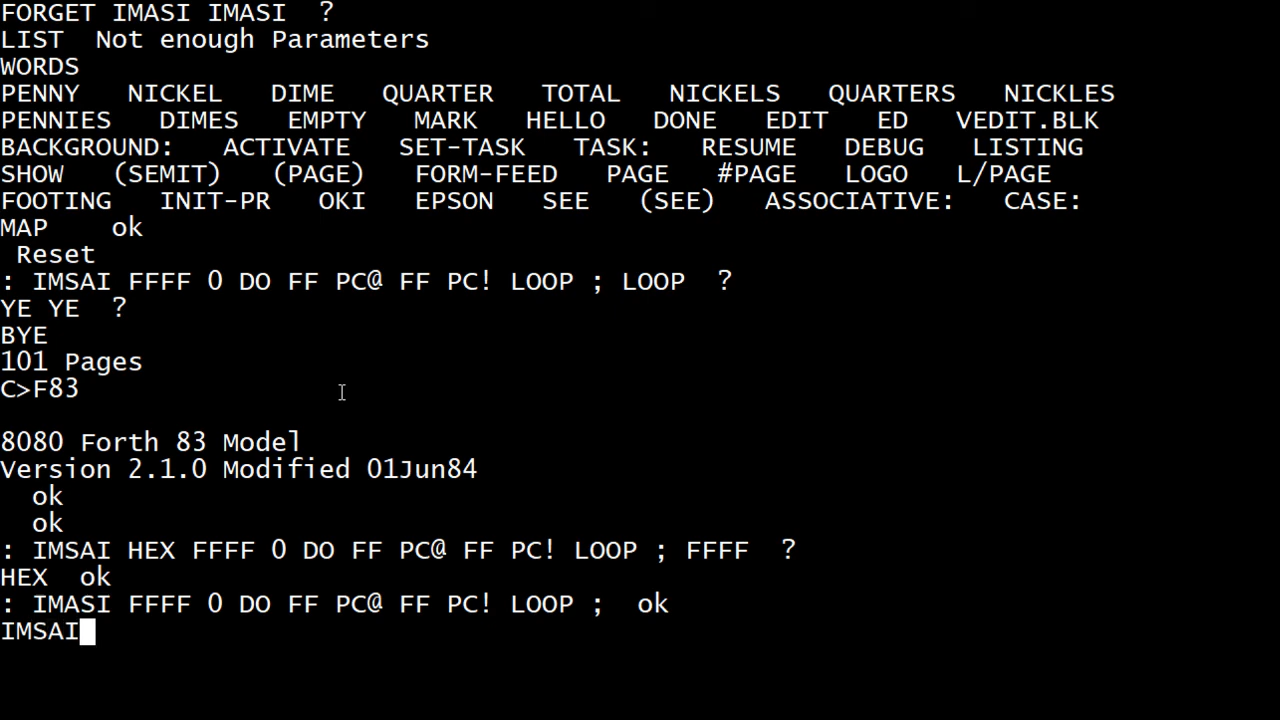 FORGET IMASI IMASI  ?
LIST  Not enough Parameters
WORDS
PENNY   NICKEL   DIME   QUARTER   TOTAL   NICKELS   QUARTERS   NICKLES
PENNIES   DIMES   EMPTY   MARK   HELLO   DONE   EDIT   ED   VEDIT.BLK
BACKGROUND:   ACTIVATE   SET-TASK   TASK:   RESUME   DEBUG   LISTING
SHOW   (SEMIT)   (PAGE)   FORM-FEED   PAGE   #PAGE   LOGO   L/PAGE
FOOTING   INIT-PR   OKI   EPSON   SEE   (SEE)   ASSOCIATIVE:   CASE:
MAP    ok
 Reset
: IMSAI FFFF 0 DO FF PC@ FF PC! LOOP ; LOOP  ?
YE YE  ?
BYE
101 Pages
C>F83
8080 Forth 83 Model
Version 2.1.0 Modified 01Jun84
  ok
  ok
: IMSAI HEX FFFF 0 DO FF PC@ FF PC! LOOP ; FFFF  ?
HEX  ok
: IMASI FFFF 0 DO FF PC@ FF PC! LOOP ;  ok
IMSAI